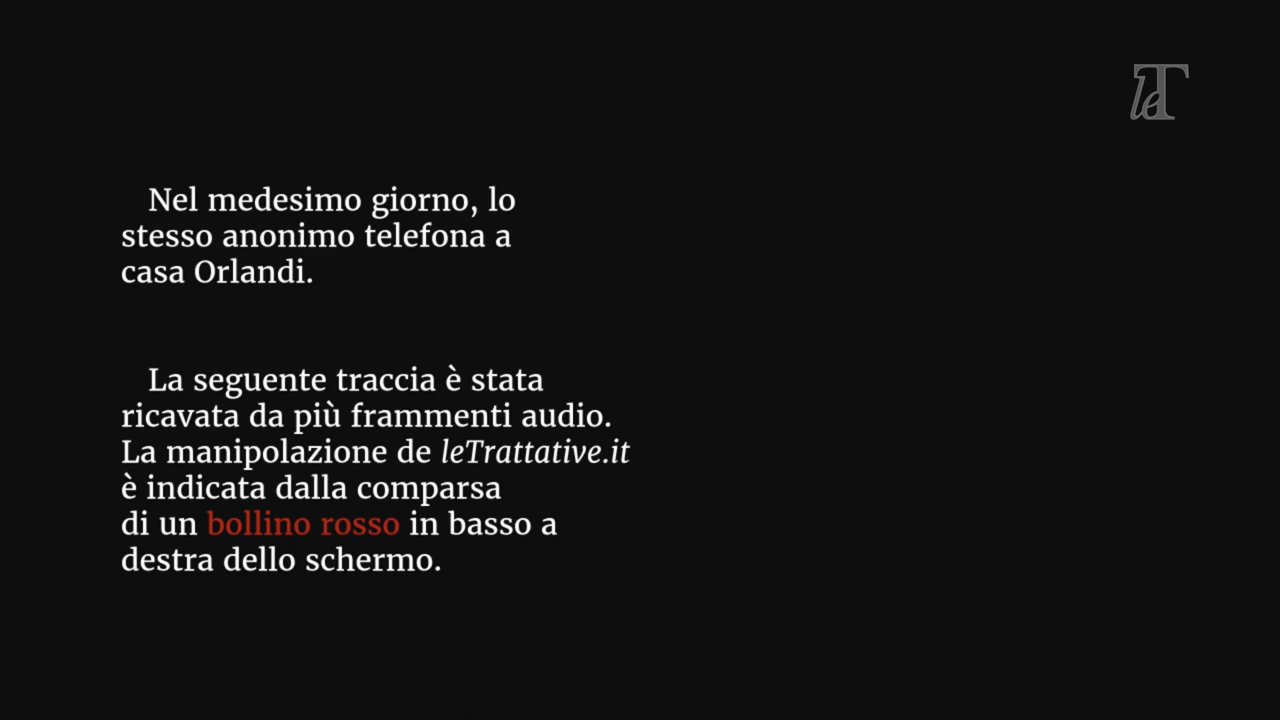 leT
Nel medesimo giorno, lo
stesso anonimo telefona a
casa Orlandi.
La seguente traccia è stata
ricavata da più frammenti audio.
La manipolazione de leTrattative.it
è indicata dalla comparsa
di un bollino rosso in basso a
destra dello schermo.